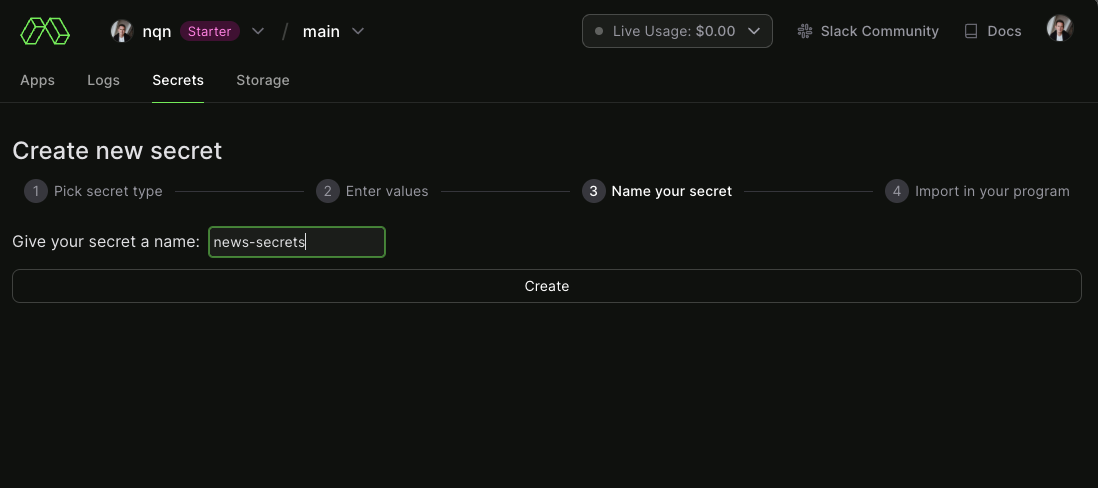 nqn Starter / main Live Usage: $0.00 Slack Community Docs
Apps Logs Secrets Storage
Create new secret
1 Pick secret type 2 Enter values 3 Name your secret 4 Import in your program
Give your secret a name: news-secrets
Create